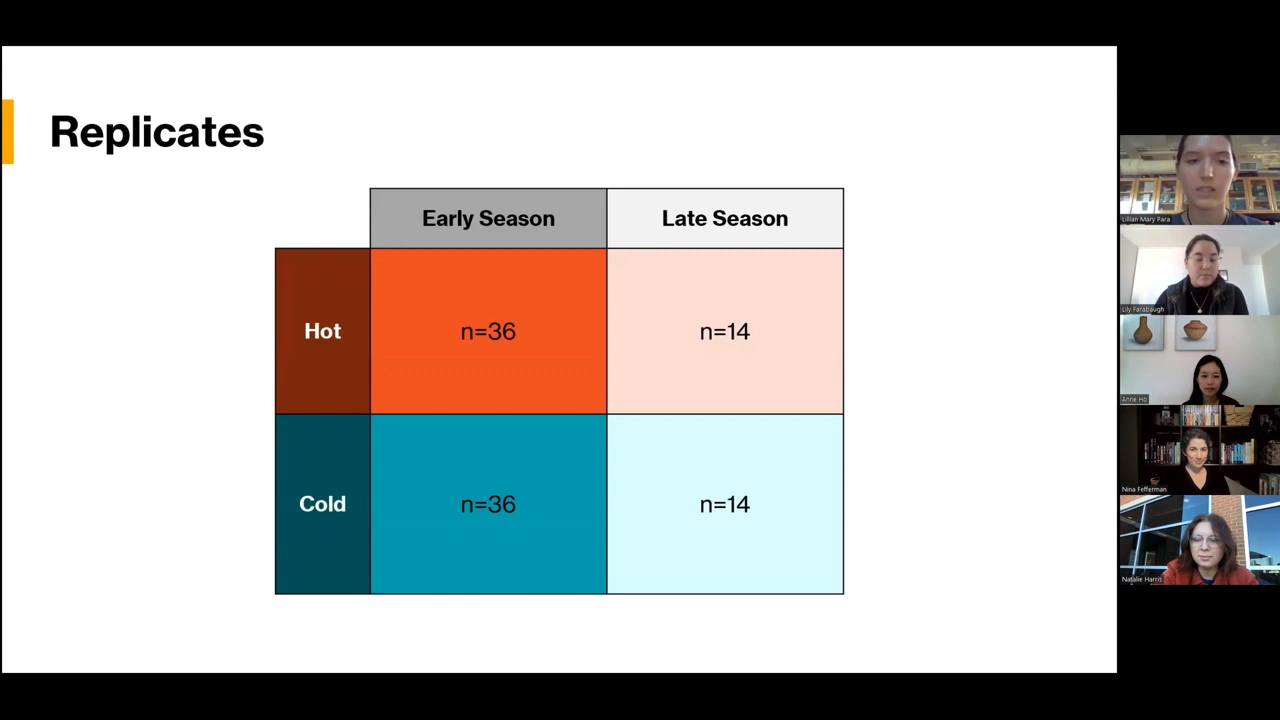 Replicates
Early Season
Late Season
Hot
n=36
n=14
Cold
n=36
n=14
Lillian Mary Para
Lily Farabaugh
Anne Ho
Nina Fefferman
Natalie Harris